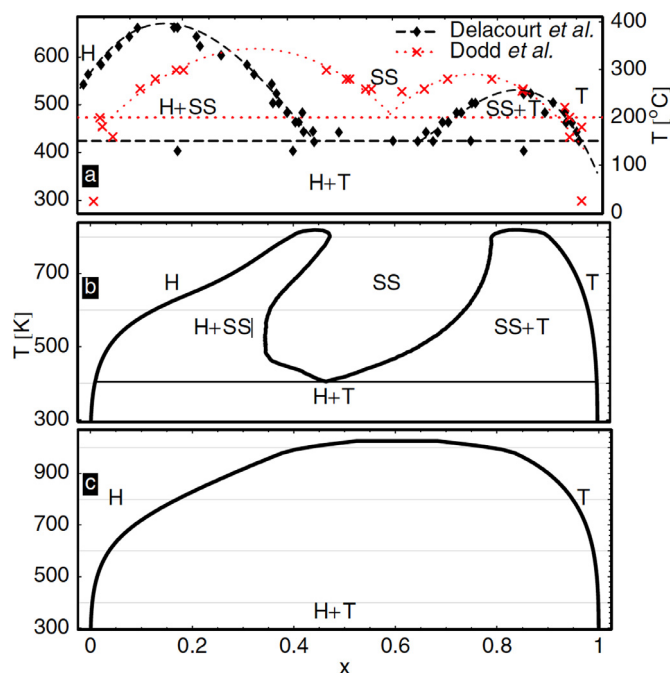 Delacourt et al.
Dodd et al.
600
500
400
300
400
300
200
100
0
T [°C]
H
SS
T
H+SS
SS+T
H+T
a
b
700
500
300
T [K]
H
SS
T
H+SS|
SS+T
H+T
c
900
700
500
300
H
T
H+T
0
0.2
0.4
0.6
0.8
1
x